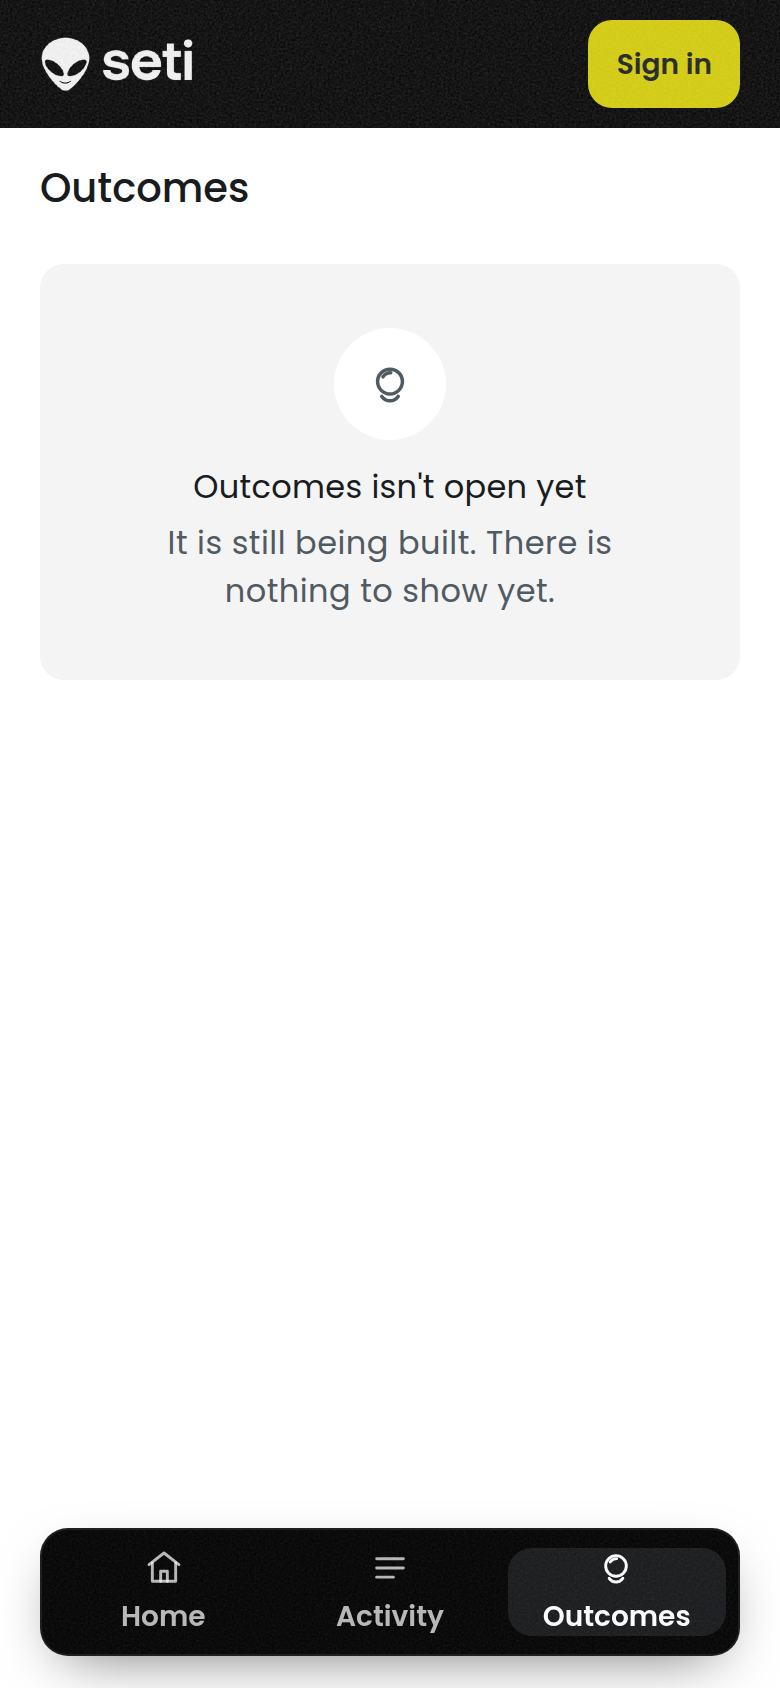 seti
Sign in
Outcomes
Outcomes isn't open yet
It is still being built. There is
nothing to show yet.
Home
Activity
Outcomes